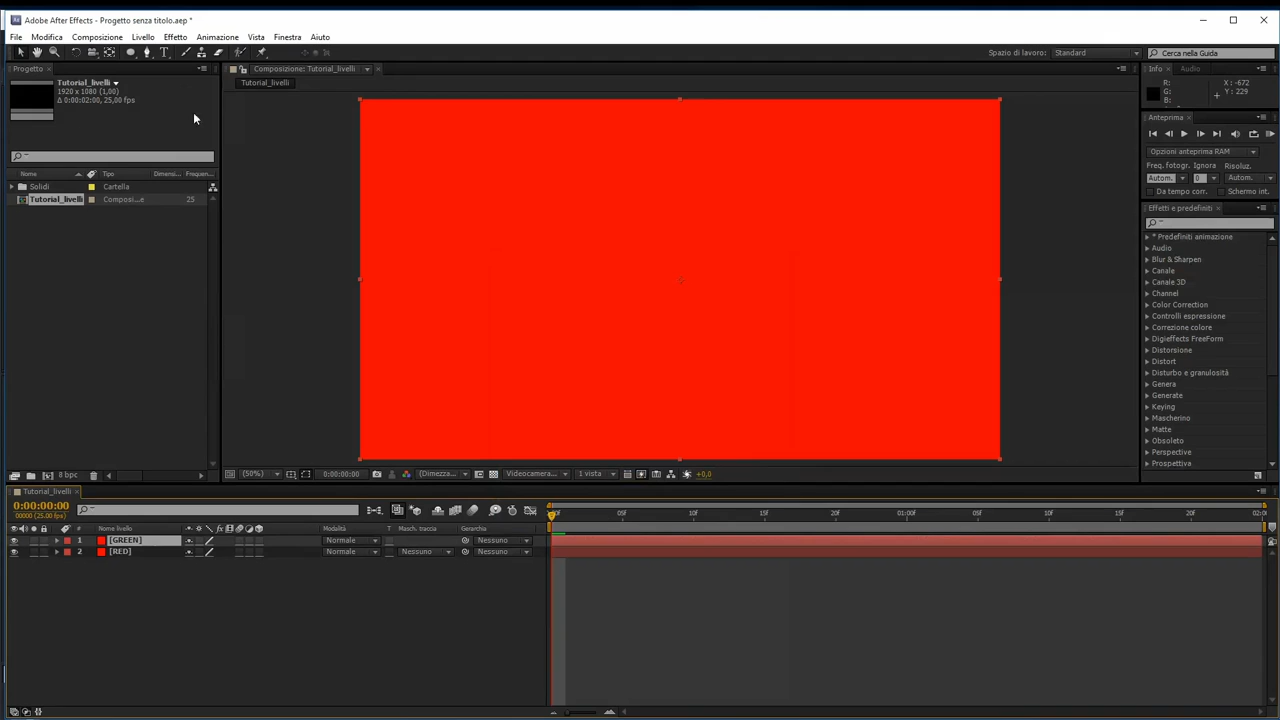 Adobe After Effects - Progetto senza titolo.aep *
File Modifica Composizione Livello Effetto Animazione Vista Finestra Aiuto
Spazio di lavoro: Standard Cerca nella Guida
Progetto
Tutorial_livelli
1920 x 1080 (1,00)
Δ 0:00:02:00, 25,00 fps
Nome Tipo Dimensi... Frequen...
Solidi Cartella
Tutorial_livelli Composi...e 25
8 bpc
Composizione: Tutorial_livelli
Tutorial_livelli
(50%) 0:00:00:00 (Dimezza... Videocamera... 1 vista +0,0
Info Audio
R: X: -672
G: Y: 229
B:
Anteprima
Opzioni anteprima RAM
Freq. fotogr. Ignora Risoluz.
Autom. 0 Autom.
Da tempo corr. Schermo int.
Effetti e predefiniti
* Predefiniti animazione
Audio
Blur & Sharpen
Canale
Canale 3D
Channel
Color Correction
Controlli espressione
Correzione colore
Digieffects FreeForm
Distorsione
Distort
Disturbo e granulosità
Genera
Generate
Keying
Mascherino
Matte
Obsoleto
Perspective
Prospettiva
Tutorial_livelli
0:00:00:00
00000 (25.00 fps)
05f 10f 15f 20f 01:00f 05f 10f 15f 20f
# Nome livello Modalità T Masch. traccia Gerarchia
1 [GREEN] Normale Nessuno
2 [RED] Normale Nessuno Nessuno